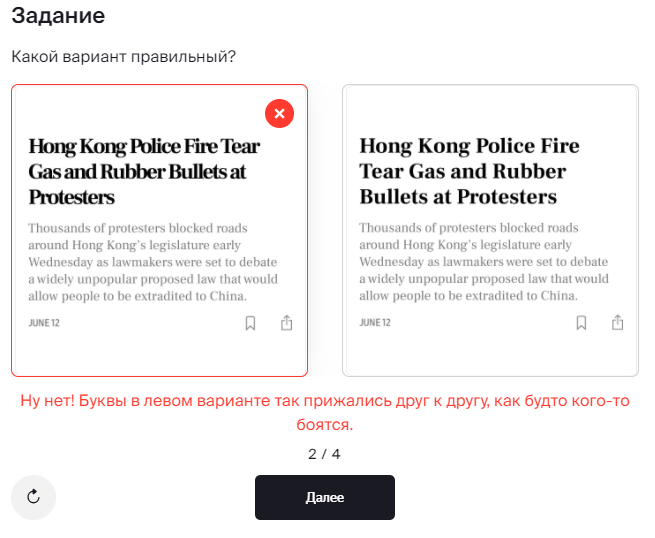 Задание
Какой вариант правильный?
Hong Kong Police Fire Tear
Gas and Rubber Bullets at
Protesters
Thousands of protesters blocked roads
around Hong Kong's legislature early
Wednesday as lawmakers were set to debate
a widely unpopular proposed law that would
allow people to be extradited to China.
JUNE 12
Hong Kong Police Fire
Tear Gas and Rubber
Bullets at Protesters
Thousands of protesters blocked roads
around Hong Kong's legislature early
Wednesday as lawmakers were set to debate
a widely unpopular proposed law that would
allow people to be extradited to China.
JUNE 12
Ну нет! Буквы в левом варианте так прижались друг к другу, как будто кого-то
боятся.
2 / 4
Далее